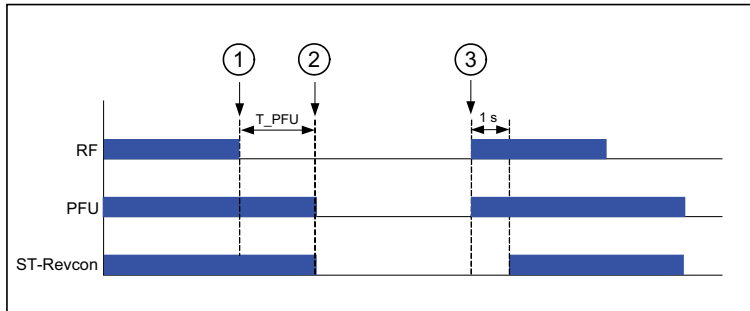 1
2
3
T_PFU
1 s
RF
PFU
ST-Revcon